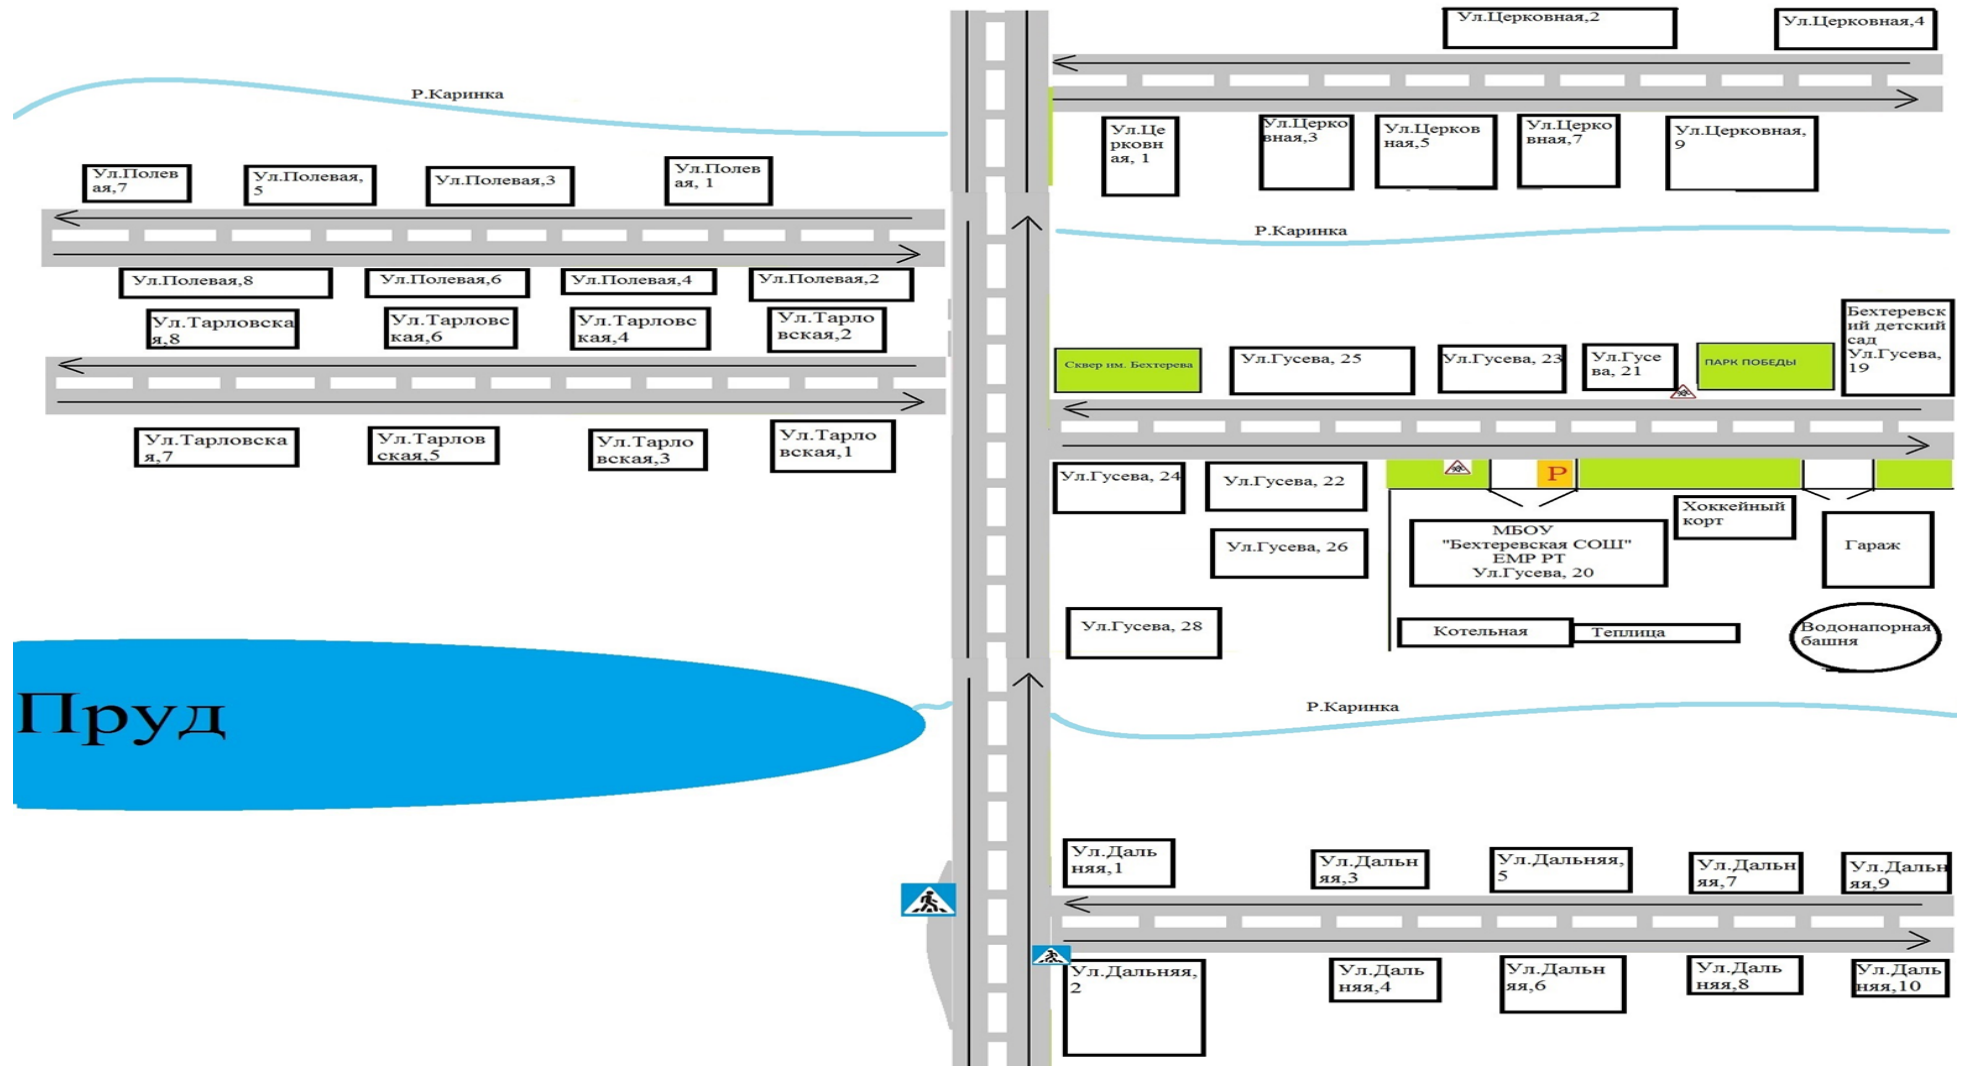 Ул.Церковная,2
Ул.Церковная,4
Р.Каринка
Ул.Це
рковн
ая, 1
Ул.Церко
вная,3
Ул.Церков
ная,5
Ул.Церко
вная,7
Ул.Церковная,
9
Ул.Полев
ая,7
Ул.Полевая,
5
Ул.Полевая,3
Ул.Полев
ая, 1
Р.Каринка
Ул.Полевая,8
Ул.Полевая,6
Ул.Полевая,4
Ул.Полевая,2
Ул.Тарловска
я,8
Ул.Тарловс
кая,6
Ул.Тарловс
кая,4
Ул.Тарло
вская,2
Сквер им. Бехтерева
Ул.Гусева, 25
Ул.Гусева, 23
Ул.Гусе
ва, 21
ПАРК ПОБЕДЫ
Бехтеревск
ий детский
сад
Ул.Гусева,
19
Ул.Тарловска
я,7
Ул.Тарлов
ская,5
Ул.Тарло
вская,3
Ул.Тарло
вская,1
Ул.Гусева, 24
Ул.Гусева, 22
Р
Ул.Гусева, 26
МБОУ
"Бехтеревская СОШ"
ЕМР РТ
Ул.Гусева, 20
Хоккейный
корт
Гараж
Ул.Гусева, 28
Котельная
Теплица
Водонапорная
башня
Пруд
Р.Каринка
Ул.Даль
няя,1
Ул.Дальн
яя,3
Ул.Дальняя,
5
Ул.Дальн
яя,7
Ул.Дальн
яя,9
Ул.Дальняя,
2
Ул.Даль
няя,4
Ул.Дальн
яя,6
Ул.Даль
няя,8
Ул.Даль
няя,10